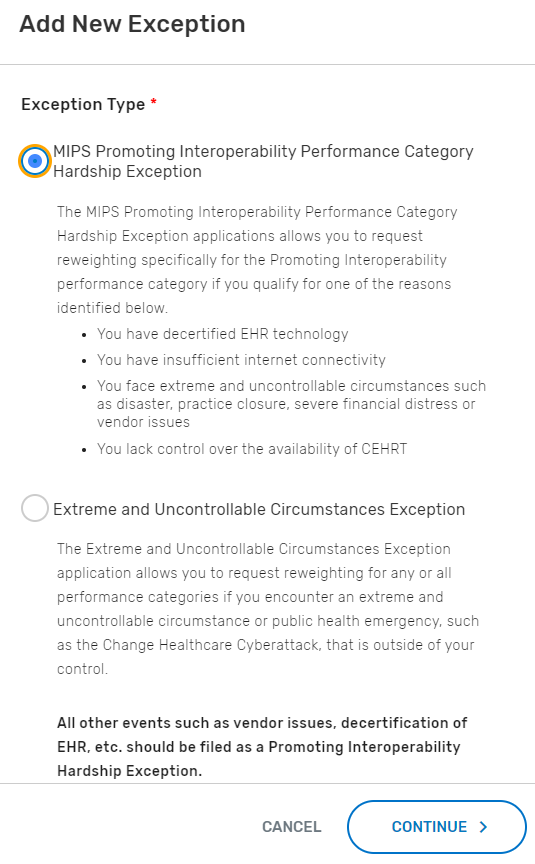 Add New Exception
Exception Type *
MIPS Promoting Interoperability Performance Category
Hardship Exception
The MIPS Promoting Interoperability Performance Category
Hardship Exception applications allows you to request
reweighting specifically for the Promoting Interoperability
performance category if you qualify for one of the reasons
identified below.
• You have decertified EHR technology
• You have insufficient internet connectivity
• You face extreme and uncontrollable circumstances such
as disaster, practice closure, severe financial distress or
vendor issues
• You lack control over the availability of CEHRT
Extreme and Uncontrollable Circumstances Exception
The Extreme and Uncontrollable Circumstances Exception
application allows you to request reweighting for any or all
performance categories if you encounter an extreme and
uncontrollable circumstance or public health emergency, such
as the Change Healthcare Cyberattack, that is outside of your
control.
All other events such as vendor issues, decertification of
EHR, etc. should be filed as a Promoting Interoperability
Hardship Exception.
CANCEL CONTINUE